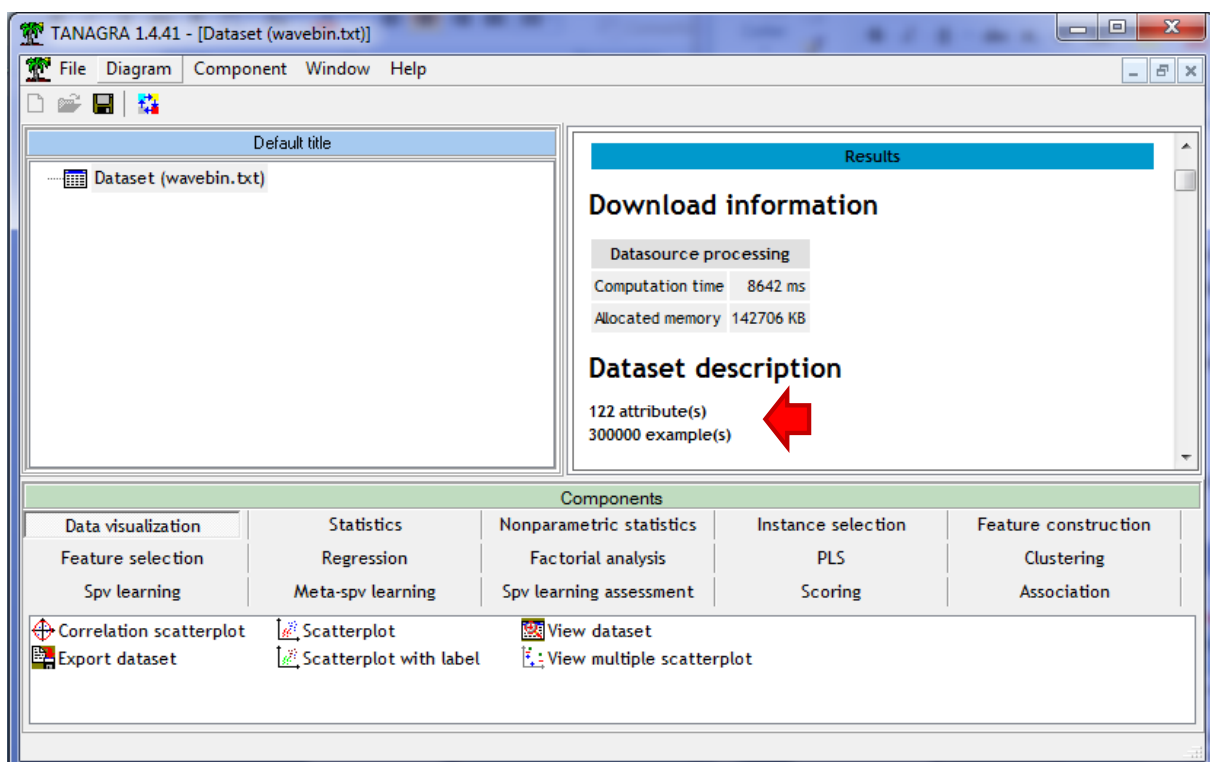 TANAGRA 1.4.41 - [Dataset (wavebin.txt)]
File Diagram Component Window Help
Default title
Dataset (wavebin.txt)
Results
Download information
Datasource processing
Computation time 8642 ms
Allocated memory 142706 KB
Dataset description
122 attribute(s)
300000 example(s)
Components
Data visualization Statistics Nonparametric statistics Instance selection Feature construction
Feature selection Regression Factorial analysis PLS Clustering
Spv learning Meta-spv learning Spv learning assessment Scoring Association
Correlation scatterplot Scatterplot View dataset
Export dataset Scatterplot with label View multiple scatterplot